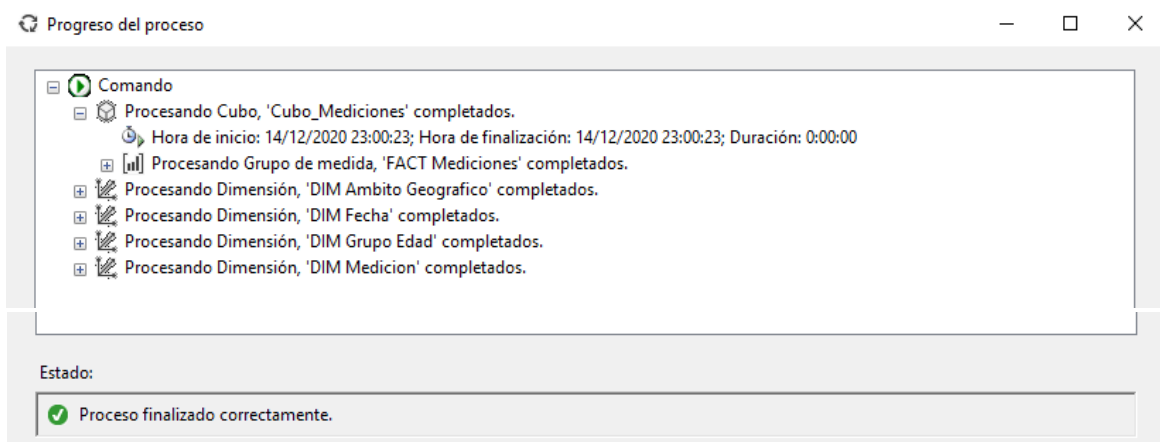 Progreso del proceso
Comando
Procesando Cubo, 'Cubo_Mediciones' completados.
Hora de inicio: 14/12/2020 23:00:23; Hora de finalización: 14/12/2020 23:00:23; Duración: 0:00:00
Procesando Grupo de medida, 'FACT Mediciones' completados.
Procesando Dimensión, 'DIM Ambito Geografico' completados.
Procesando Dimensión, 'DIM Fecha' completados.
Procesando Dimensión, 'DIM Grupo Edad' completados.
Procesando Dimensión, 'DIM Medicion' completados.
Estado:
Proceso finalizado correctamente.